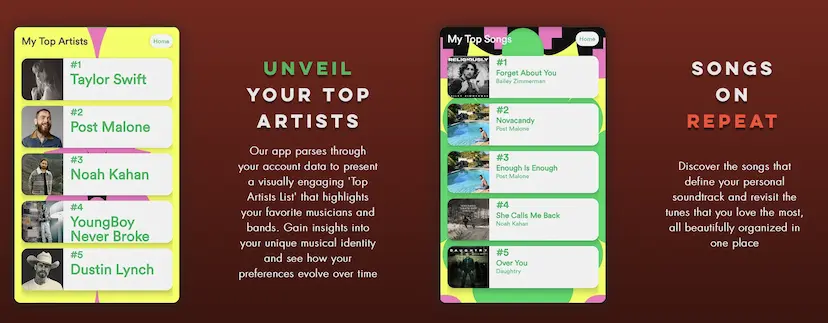 My Top Artists
Home
#1
Taylor Swift
#2
Post Malone
#3
Noah Kahan
#4
YoungBoy
Never Broke
#5
Dustin Lynch
UNVEIL
YOUR TOP
ARTISTS
Our app parses through
your account data to present
a visually engaging 'Top
Artists List' that highlights
your favorite musicians and
bands. Gain insights into
your unique musical identity
and see how your
preferences evolve over time
My Top Songs
Home
RELIGIOUSLY
#1
Forget About You
Bailey Zimmerman
#2
Novacandy
Post Malone
#3
Enough Is Enough
Post Malone
#4
She Calls Me Back
Noah Kahan
DAUGHTRY
#5
Over You
Daughtry
SONGS
ON
REPEAT
Discover the songs that
define your personal
soundtrack and revisit the
tunes that you love the most,
all beautifully organized in
one place